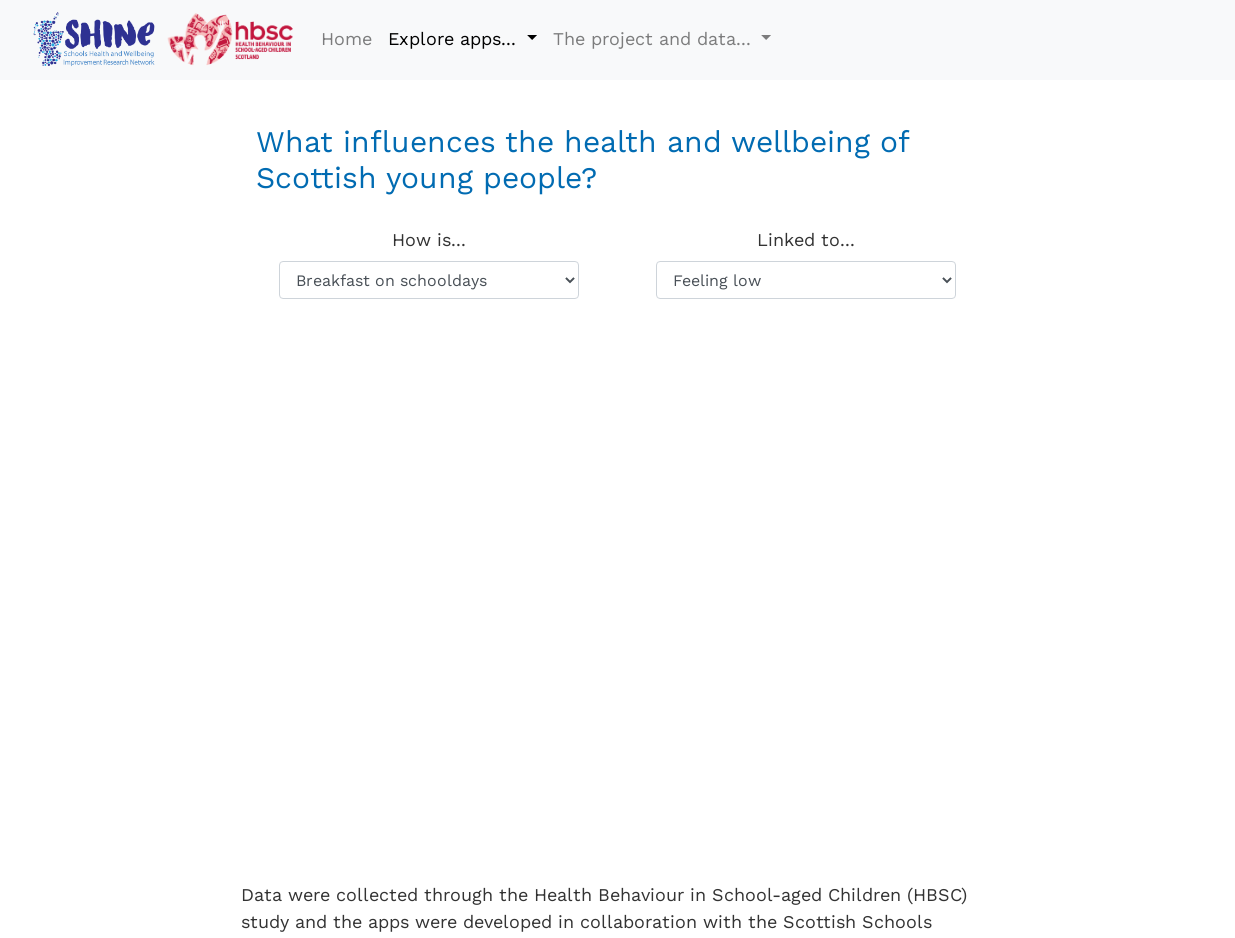 SHINE
Schools Health and Wellbeing
Improvement Research Network
hbsc
HEALTH BEHAVIOUR IN
SCHOOL-AGED CHILDREN
SCOTLAND
Home
Explore apps...
The project and data...
What influences the health and wellbeing of
Scottish young people?
How is...
Linked to...
Breakfast on schooldays
Feeling low
Data were collected through the Health Behaviour in School-aged Children (HBSC)
study and the apps were developed in collaboration with the Scottish Schools